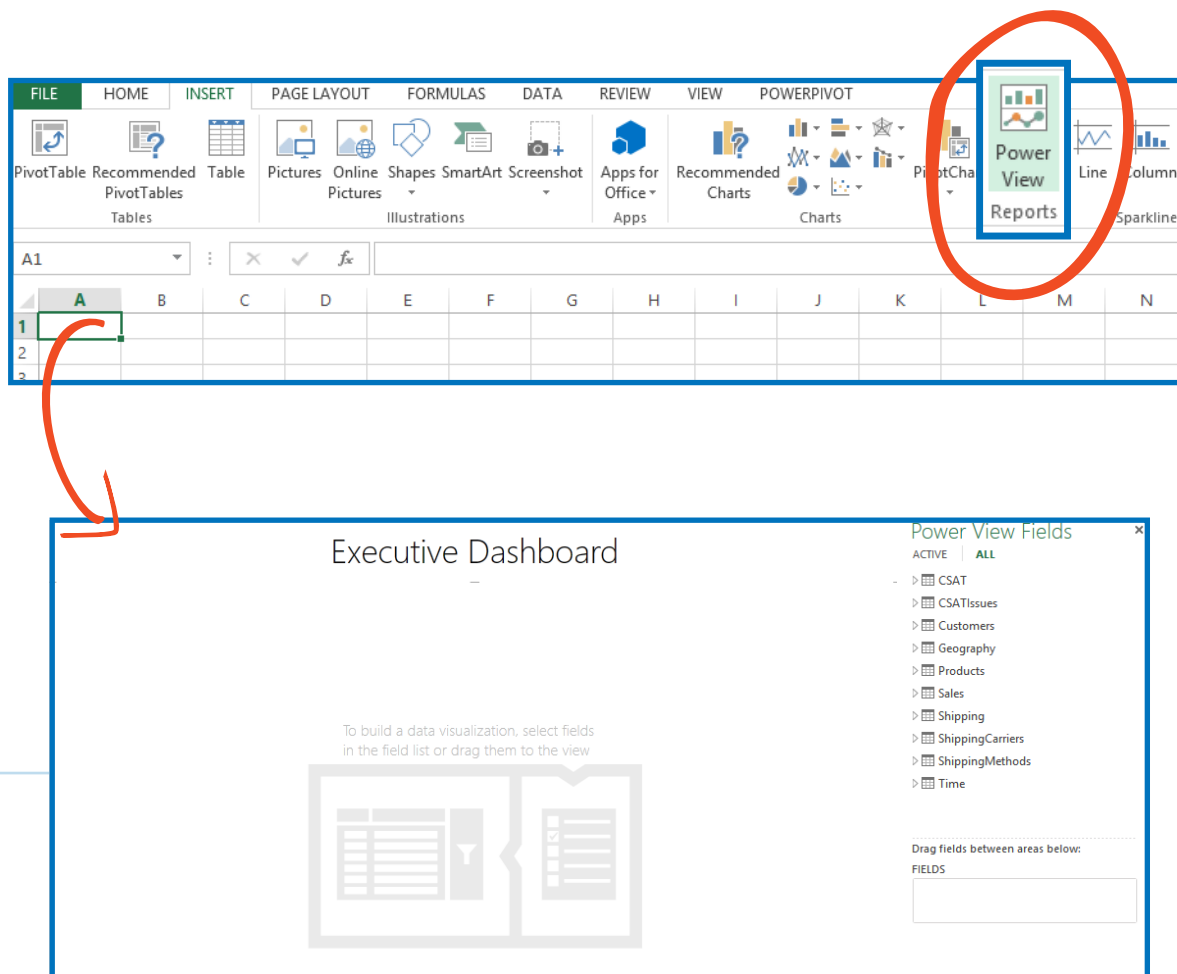 FILE HOME INSERT PAGE LAYOUT FORMULAS DATA REVIEW VIEW POWERPIVOT
PivotTable Recommended PivotTables Table
Tables
Pictures Online Pictures Shapes SmartArt Screenshot
Illustrations
Apps for Office
Apps
Recommended Charts
Charts
Power View
Reports
Line Column
Sparkline
A1 fx
A B C D E F G H I J K L M N
1
2
3
Executive Dashboard
To build a data visualization, select fields
in the field list or drag them to the view
Power View Fields
ACTIVE ALL
CSAT
CSATIssues
Customers
Geography
Products
Sales
Shipping
ShippingCarriers
ShippingMethods
Time
Drag fields between areas below:
FIELDS